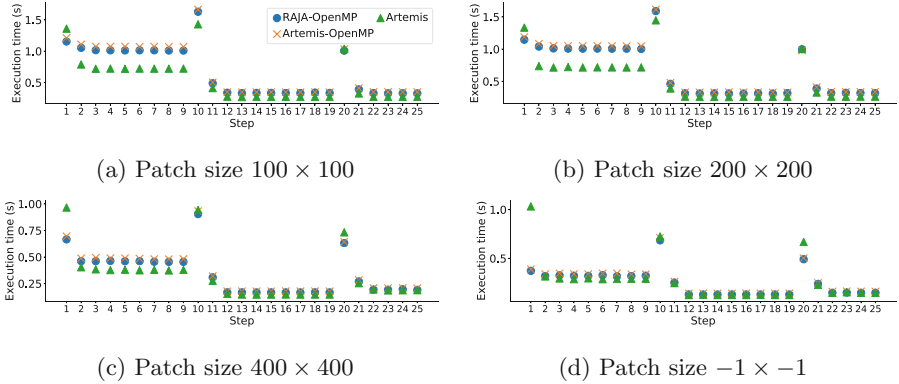 Execution time (s)
1.5
1.0
0.5
RAJA-OpenMP
Artemis-OpenMP
Artemis
1 2 3 4 5 6 7 8 9 10 11 12 13 14 15 16 17 18 19 20 21 22 23 24 25
Step
(a) Patch size 100 × 100
Execution time (s)
1.5
1.0
0.5
1 2 3 4 5 6 7 8 9 10 11 12 13 14 15 16 17 18 19 20 21 22 23 24 25
Step
(b) Patch size 200 × 200
Execution time (s)
1.00
0.75
0.50
0.25
1 2 3 4 5 6 7 8 9 10 11 12 13 14 15 16 17 18 19 20 21 22 23 24 25
Step
(c) Patch size 400 × 400
Execution time (s)
1.0
0.5
1 2 3 4 5 6 7 8 9 10 11 12 13 14 15 16 17 18 19 20 21 22 23 24 25
Step
(d) Patch size −1 × −1